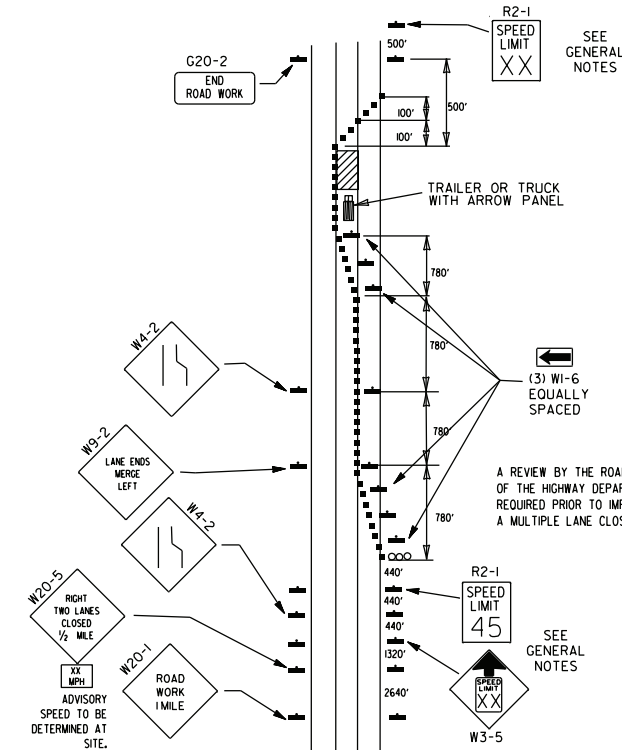 R2-1
SPEED
LIMIT
XX
SEE
GENERAL
NOTES
500'
G20-2
END
ROAD WORK
500'
100'
100'
TRAILER OR TRUCK
WITH ARROW PANEL
780'
780'
W4-2
(3) W1-6
EQUALLY
SPACED
W9-2
LANE ENDS
MERGE
LEFT
780'
A REVIEW BY THE ROA
OF THE HIGHWAY DEPAR
REQUIRED PRIOR TO IMP
A MULTIPLE LANE CLOS
W4-2
780'
440'
R2-1
SPEED
LIMIT
45
W20-5
RIGHT
TWO LANES
CLOSED
1/2 MILE
440'
440'
SEE
GENERAL
NOTES
1320'
XX
MPH
ADVISORY
SPEED TO BE
DETERMINED AT
SITE.
W20-1
ROAD
WORK
1 MILE
2640'
SPEED
LIMIT
XX
W3-5